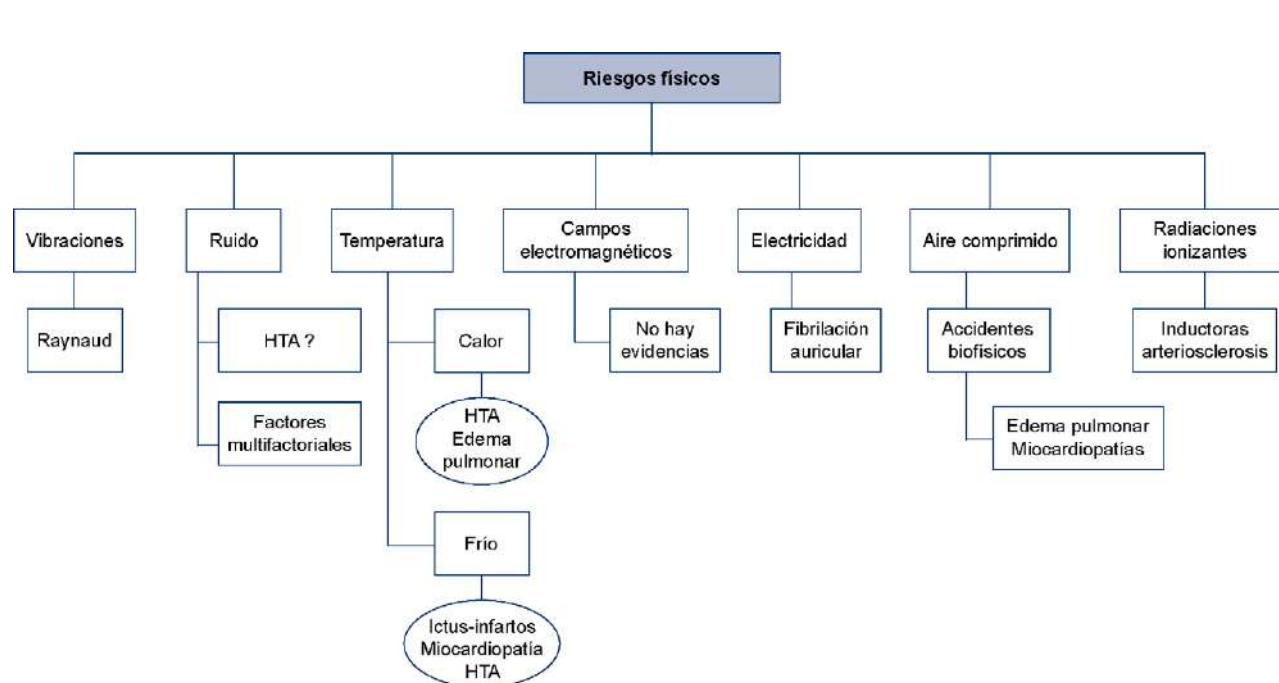 Riesgos físicos
Vibraciones
Ruido
Temperatura
Campos
electromagnéticos
Electricidad
Aire comprimido
Radiaciones
ionizantes
Raynaud
HTA ?
Calor
No hay
evidencias
Fibrilación
auricular
Accidentes
biofísicos
Inductoras
arteriosclerosis
Factores
multifactoriales
HTA
Edema
pulmonar
Edema pulmonar
Miocardiopatías
Frío
Ictus-infartos
Miocardiopatía
HTA